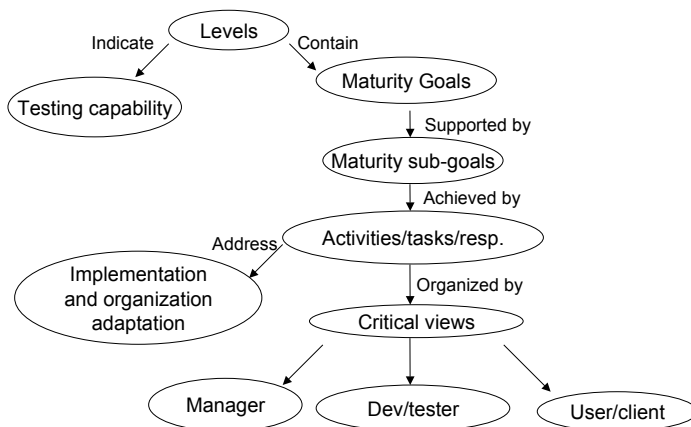 Levels
Indicate
Contain
Testing capability
Maturity Goals
Supported by
Maturity sub-goals
Achieved by
Address
Activities/tasks/resp.
Implementation
and organization
adaptation
Organized by
Critical views
Manager
Dev/tester
User/client